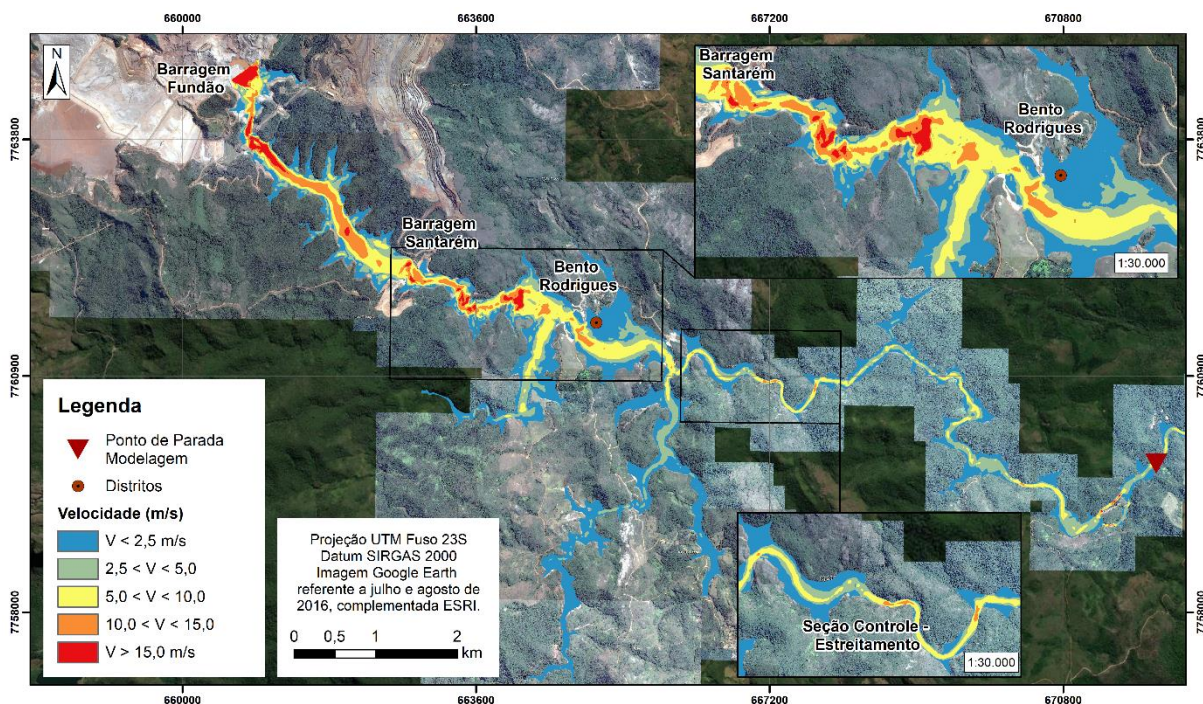 660000
663600
667200
670800
N
Barragem
Fundão
Barragem
Santarém
Bento
Rodrigues
1:30.000
7763800
7763800
Barragem
Santarém
Bento
Rodrigues
7760900
7760900
Legenda
Ponto de Parada
Modelagem
Distritos
Velocidade (m/s)
V < 2,5 m/s
2,5 < V < 5,0
5,0 < V < 10,0
10,0 < V < 15,0
V > 15,0 m/s
Projeção UTM Fuso 23S
Datum SIRGAS 2000
Imagem Google Earth
referente a julho e agosto de
2016, complementada ESRI.
0 0,5 1 2
km
Seção Controle -
Estreitamento
1:30.000
7758000
7758000
660000
663600
667200
670800